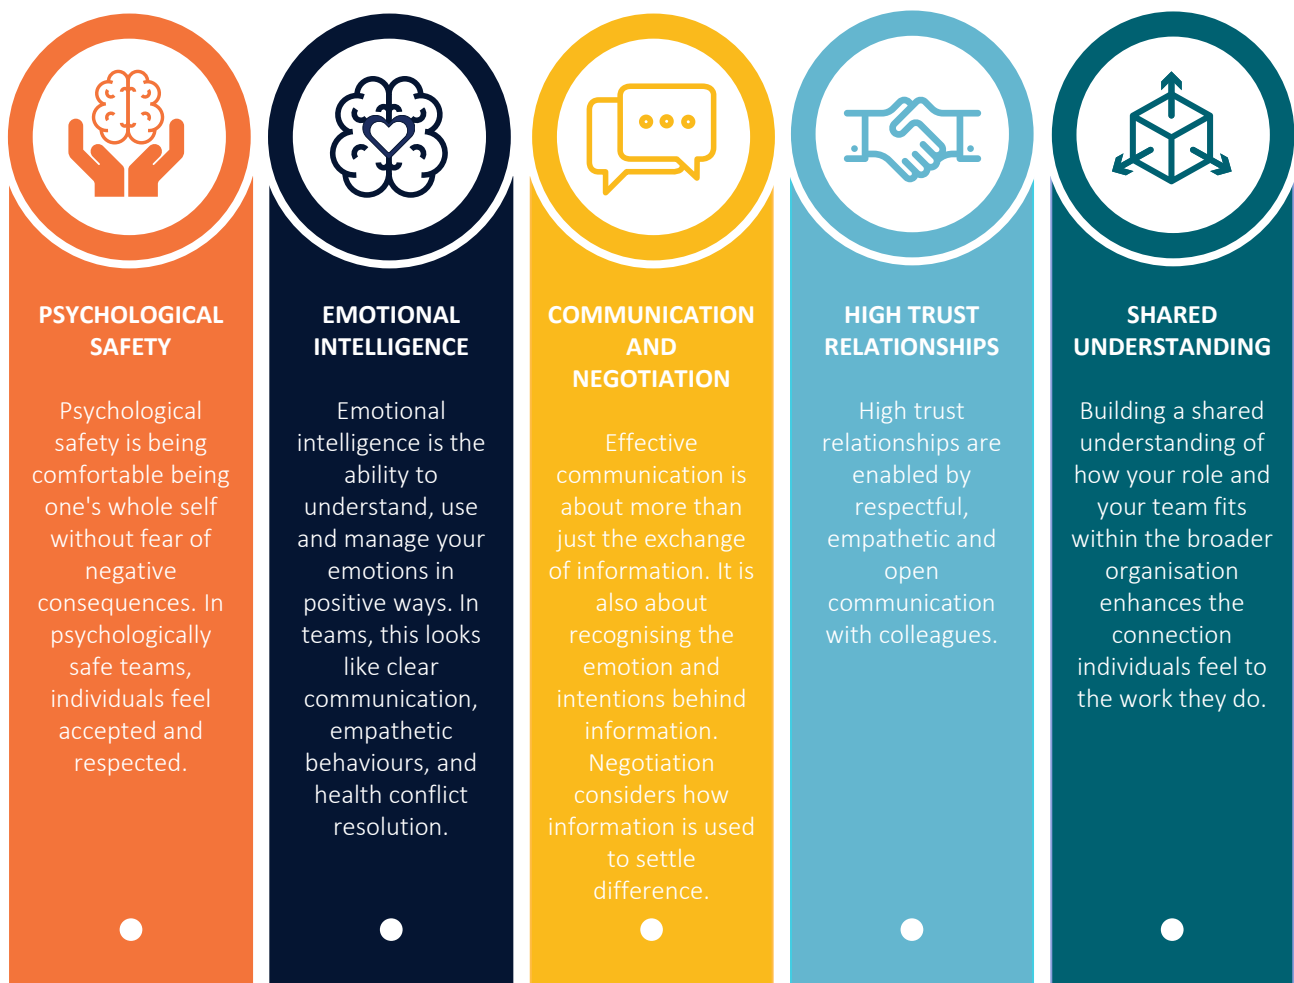 PSYCHOLOGICAL
SAFETY
Psychological
safety is being
comfortable being
one's whole self
without fear of
negative
consequences. In
psychologically
safe teams,
individuals feel
accepted and
respected.
EMOTIONAL
INTELLIGENCE
Emotional
intelligence is the
ability to
understand, use
and manage your
emotions in
positive ways. In
teams, this looks
like clear
communication,
empathetic
behaviours, and
health conflict
resolution.
COMMUNICATION
AND
NEGOTIATION
Effective
communication is
about more than
just the exchange
of information. It is
also about
recognising the
emotion and
intentions behind
information.
Negotiation
considers how
information is used
to settle
difference.
HIGH TRUST
RELATIONSHIPS
High trust
relationships are
enabled by
respectful,
empathetic and
open
communication
with colleagues.
SHARED
UNDERSTANDING
Building a shared
understanding of
how your role and
your team fits
within the broader
organisation
enhances the
connection
individuals feel to
the work they do.